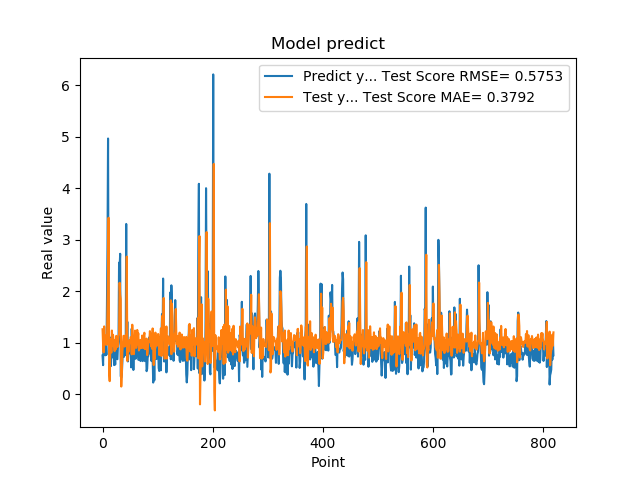 Model predict
Predict y... Test Score RMSE= 0.5753
Test y... Test Score MAE= 0.3792
6
5
4
3
2
1
0
Real value
0 200 400 600 800
Point